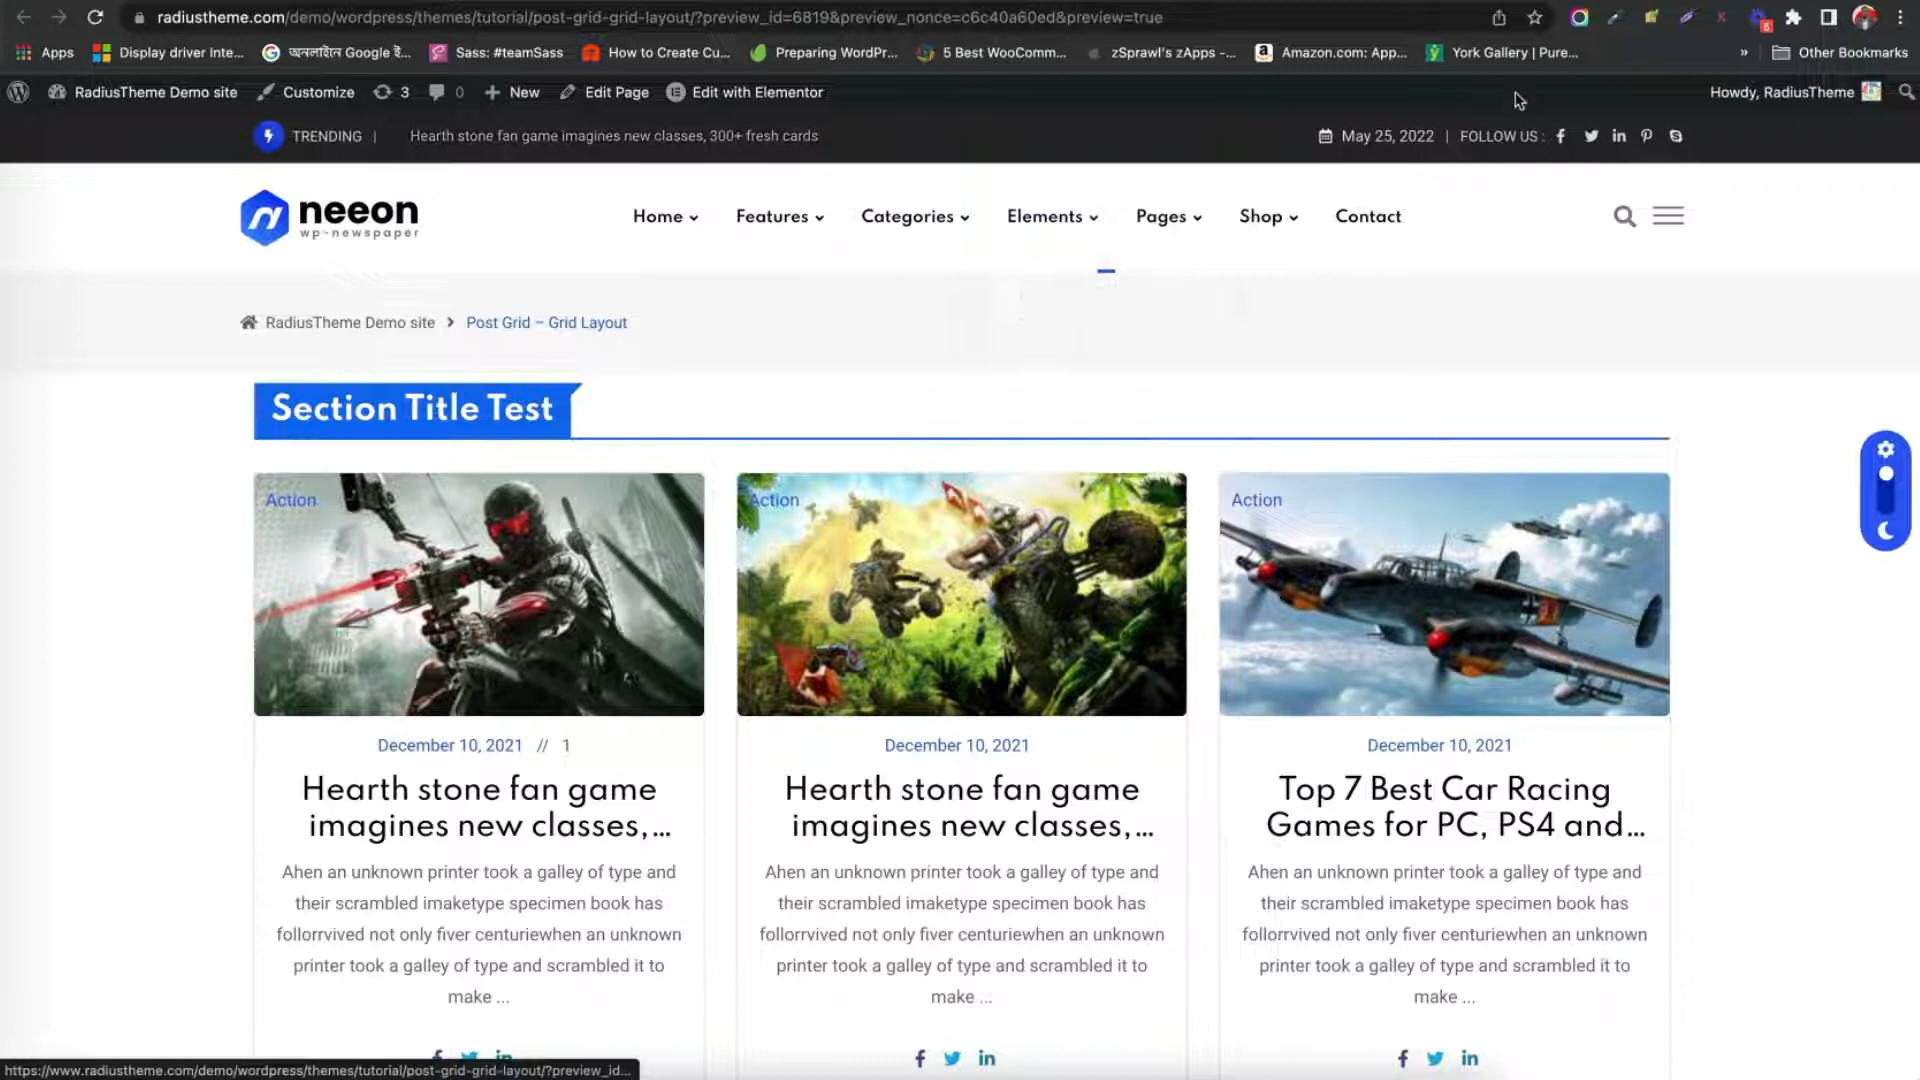 radiustheme.com/demo/wordpress/themes/tutorial/post-grid-grid-layout/?preview_id=6819&preview_nonce=c6c40a60ed&preview=true
Apps Display driver Inte... অনলাইনে Google ই... Sass: #teamSass How to Create Cu... Preparing WordPr... 5 Best WooComm... zSprawl's zApps -... Amazon.com: App... York Gallery | Pure... » Other Bookmarks
RadiusTheme Demo site Customize 3 0 New Edit Page Edit with Elementor Howdy, RadiusTheme
TRENDING | Hearth stone fan game imagines new classes, 300+ fresh cards May 25, 2022 | FOLLOW US :
neeon
wp-newspaper
Home Features Categories Elements Pages Shop Contact
RadiusTheme Demo site Post Grid – Grid Layout
Section Title Test
Action
December 10, 2021 // 1
Hearth stone fan game
imagines new classes,...
Ahen an unknown printer took a galley of type and
their scrambled imaketype specimen book has
follorrvived not only fiver centuriewhen an unknown
printer took a galley of type and scrambled it to
make ...
Action
December 10, 2021
Hearth stone fan game
imagines new classes,...
Ahen an unknown printer took a galley of type and
their scrambled imaketype specimen book has
follorrvived not only fiver centuriewhen an unknown
printer took a galley of type and scrambled it to
make ...
Action
December 10, 2021
Top 7 Best Car Racing
Games for PC, PS4 and...
Ahen an unknown printer took a galley of type and
their scrambled imaketype specimen book has
follorrvived not only fiver centuriewhen an unknown
printer took a galley of type and scrambled it to
make ...
https://www.radiustheme.com/demo/wordpress/themes/tutorial/post-grid-grid-layout/?preview_id...